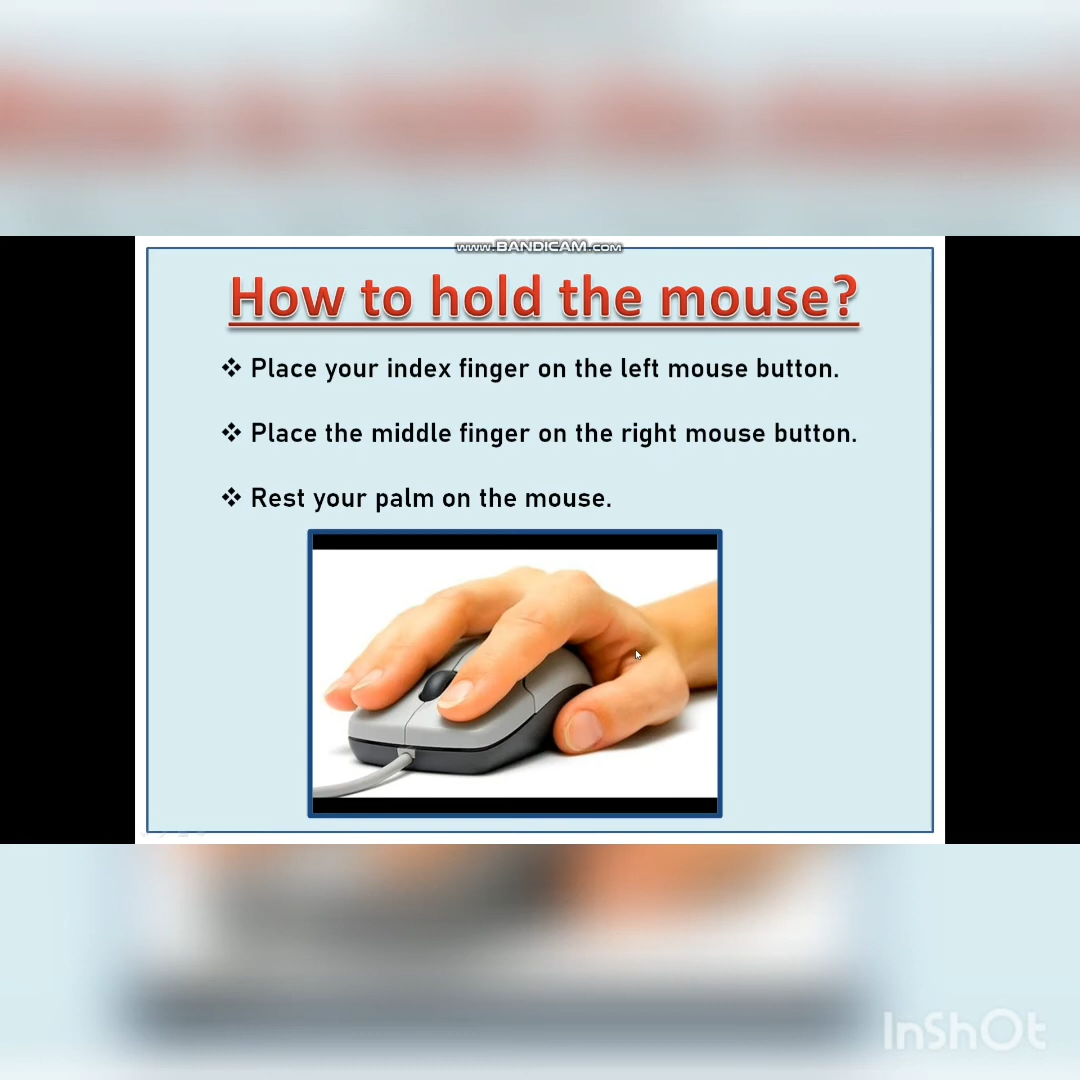 www.BANDICAM.com
How to hold the mouse?
❖ Place your index finger on the left mouse button.
❖ Place the middle finger on the right mouse button.
❖ Rest your palm on the mouse.
InShOt